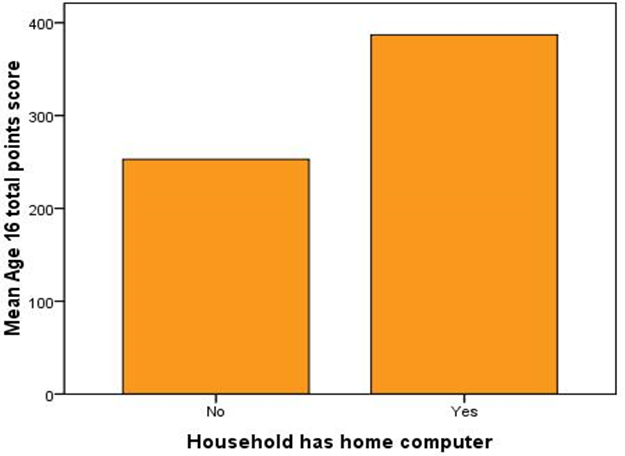 Mean Age 16 total points score
400
300
200
100
0
No
Yes
Household has home computer